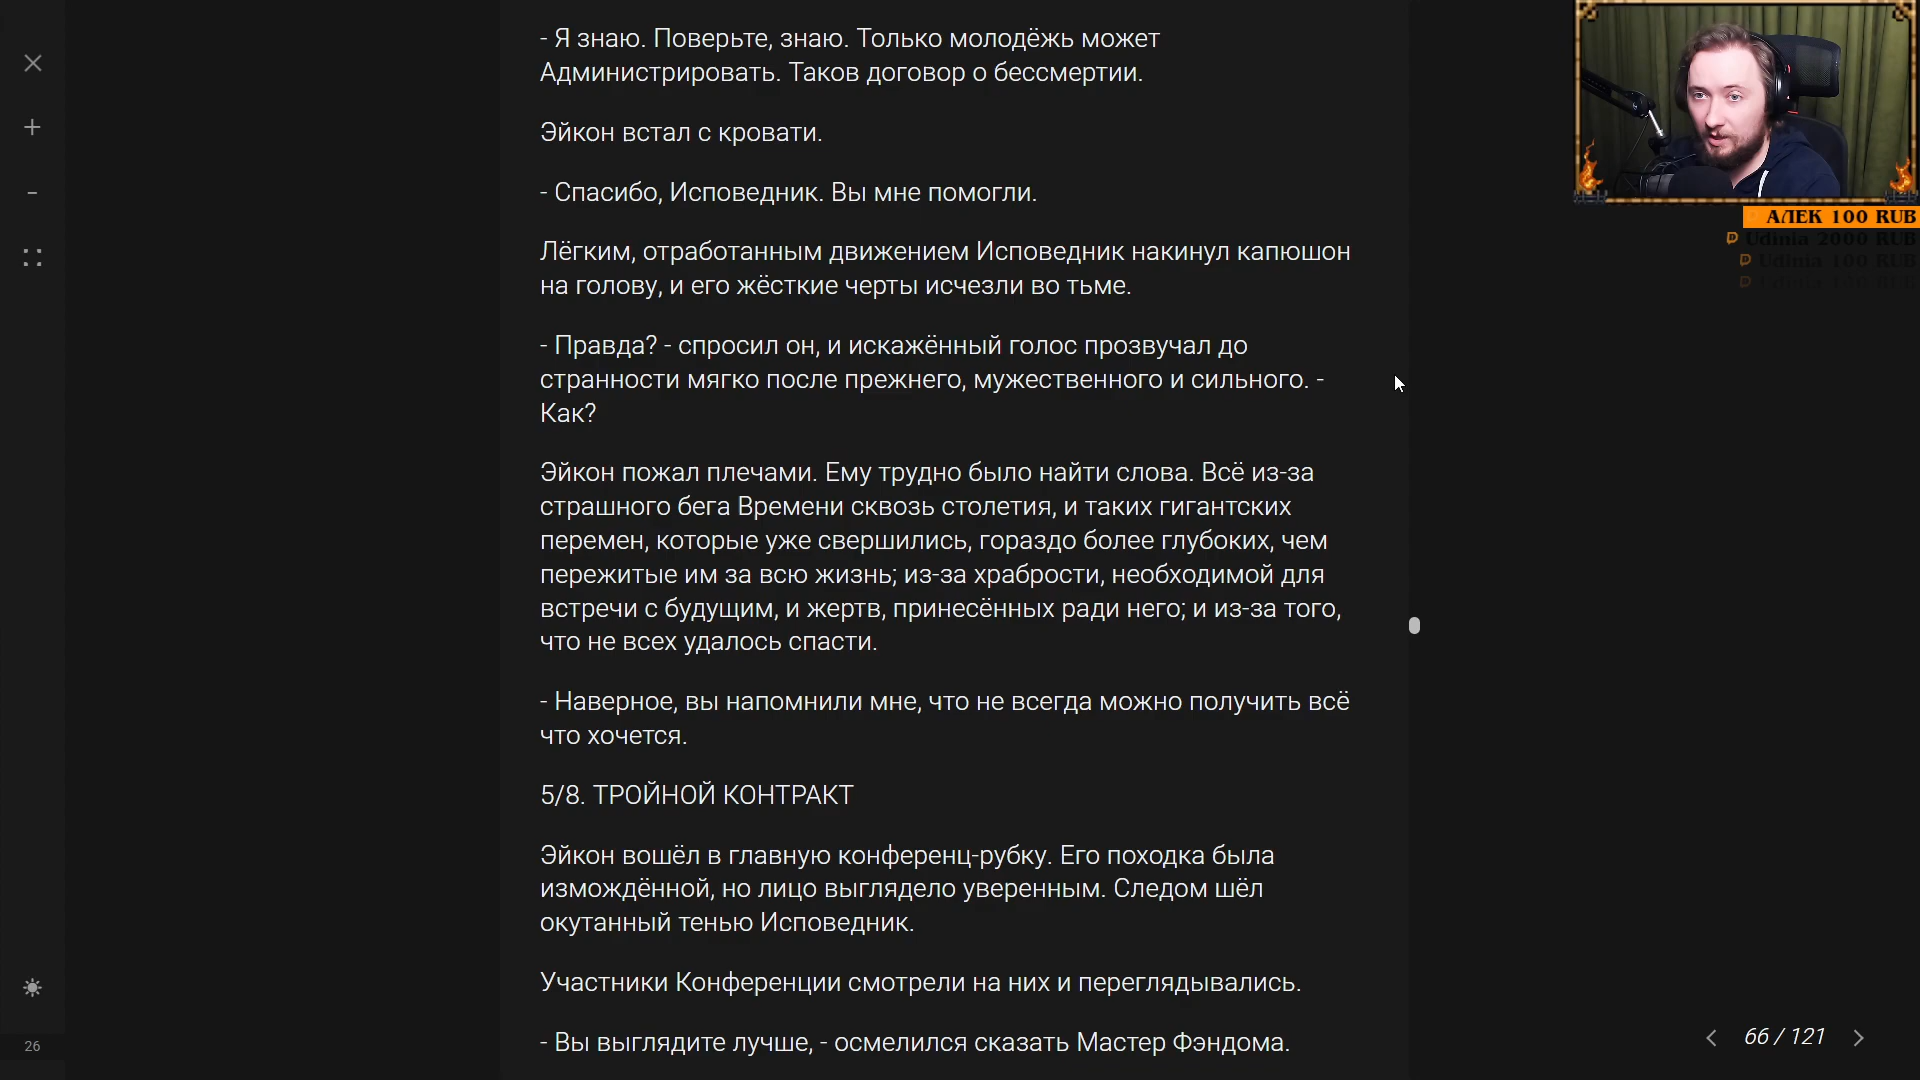 - Я знаю. Поверьте, знаю. Только молодёжь может
Администрировать. Таков договор о бессмертии.
Эйкон встал с кровати.
- Спасибо, Исповедник. Вы мне помогли.
Лёгким, отработанным движением Исповедник накинул капюшон
на голову, и его жёсткие черты исчезли во тьме.
- Правда? - спросил он, и искажённый голос прозвучал до
странности мягко после прежнего, мужественного и сильного. -
Как?
Эйкон пожал плечами. Ему трудно было найти слова. Всё из-за
страшного бега Времени сквозь столетия, и таких гигантских
перемен, которые уже свершились, гораздо более глубоких, чем
пережитые им за всю жизнь; из-за храбрости, необходимой для
встречи с будущим, и жертв, принесённых ради него; и из-за того,
что не всех удалось спасти.
- Наверное, вы напомнили мне, что не всегда можно получить всё
что хочется.
5/8. ТРОЙНОЙ КОНТРАКТ
Эйкон вошёл в главную конференц-рубку. Его походка была
измождённой, но лицо выглядело уверенным. Следом шёл
окутанный тенью Исповедник.
Участники Конференции смотрели на них и переглядывались.
- Вы выглядите лучше, - осмелился сказать Мастер Фэндома.
АЛЕК 100 RUB
Udinia 2000 RUB
Udinia 100 RUB
Udinia 100 RUB
26
66 / 121